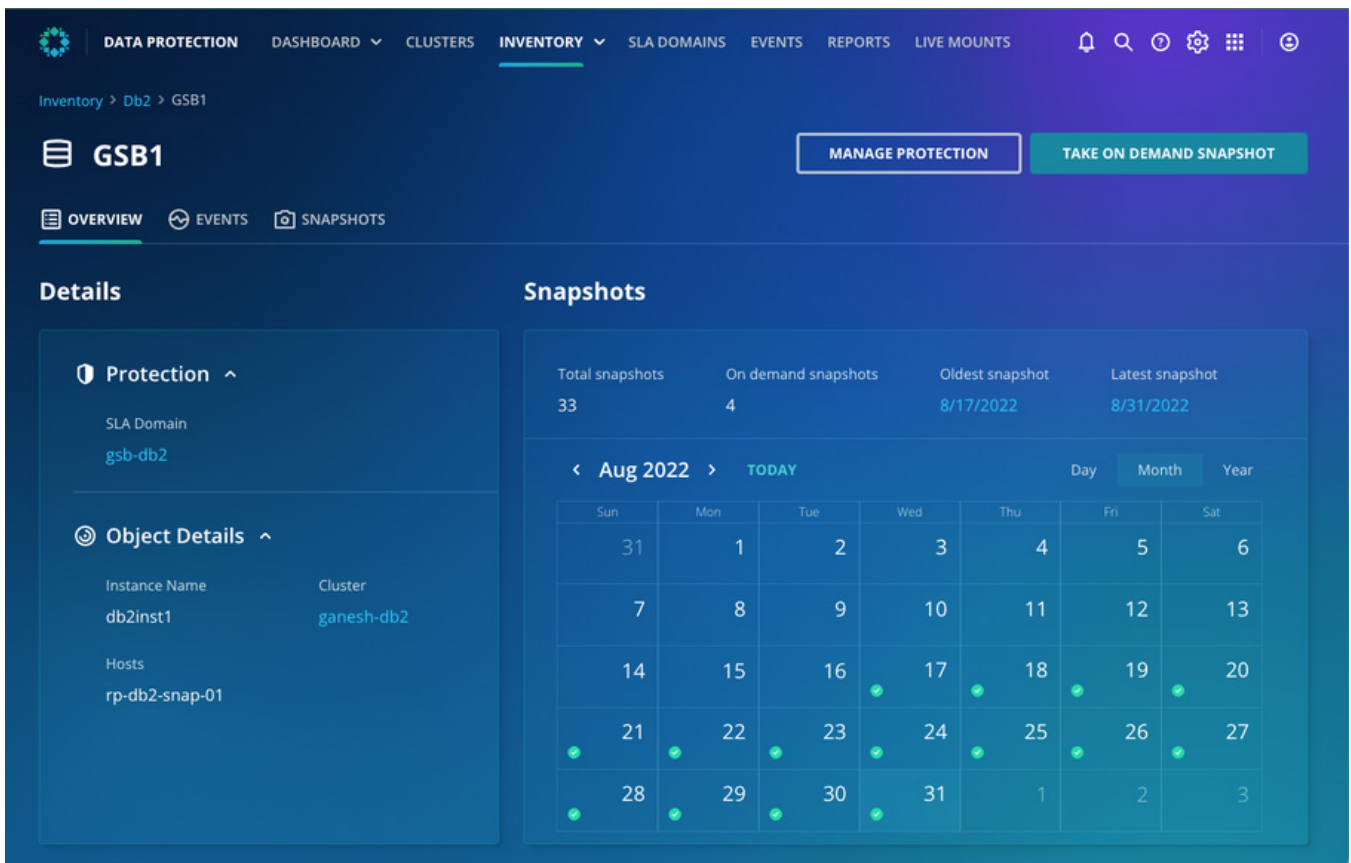 DATA PROTECTION DASHBOARD CLUSTERS INVENTORY SLA DOMAINS EVENTS REPORTS LIVE MOUNTS
Inventory > Db2 > GSB1
GSB1
MANAGE PROTECTION TAKE ON DEMAND SNAPSHOT
OVERVIEW EVENTS SNAPSHOTS
Details
Protection
SLA Domain
gsb-db2
Object Details
Instance Name Cluster
db2inst1 ganesh-db2
Hosts
rp-db2-snap-01
Snapshots
Total snapshots On demand snapshots Oldest snapshot Latest snapshot
33 4 8/17/2022 8/31/2022
< Aug 2022 > TODAY Day Month Year
Sun Mon Tue Wed Thu Fri Sat
31 1 2 3 4 5 6
7 8 9 10 11 12 13
14 15 16 17 18 19 20
21 22 23 24 25 26 27
28 29 30 31 1 2 3